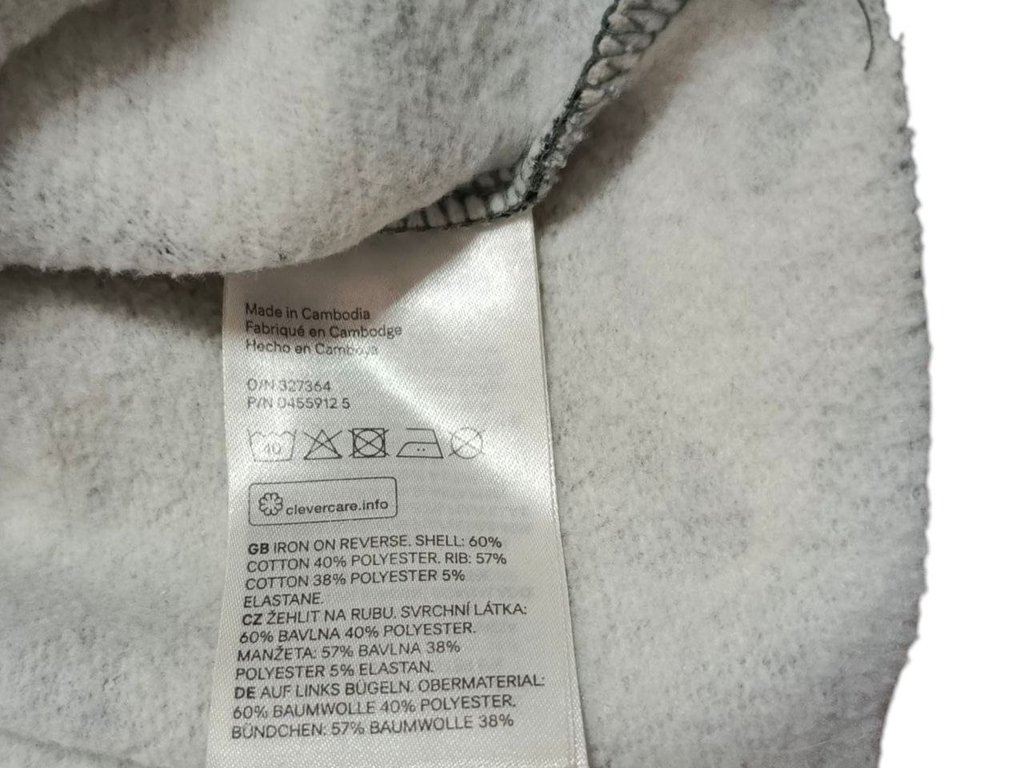 Made in Cambodia
Fabriqué en Cambodge
Hecho en Camboya
O/N 327364
P/N 0455912 5
40
clevercare.info
GB IRON ON REVERSE. SHELL: 60%
COTTON 40% POLYESTER. RIB: 57%
COTTON 38% POLYESTER 5%
ELASTANE.
CZ ŽEHLIT NA RUBU. SVRCHNÍ LÁTKA:
60% BAVLNA 40% POLYESTER.
MANŽETA: 57% BAVLNA 38%
POLYESTER 5% ELASTAN.
DE AUF LINKS BÜGELN. OBERMATERIAL:
60% BAUMWOLLE 40% POLYESTER.
BÜNDCHEN: 57% BAUMWOLLE 38%